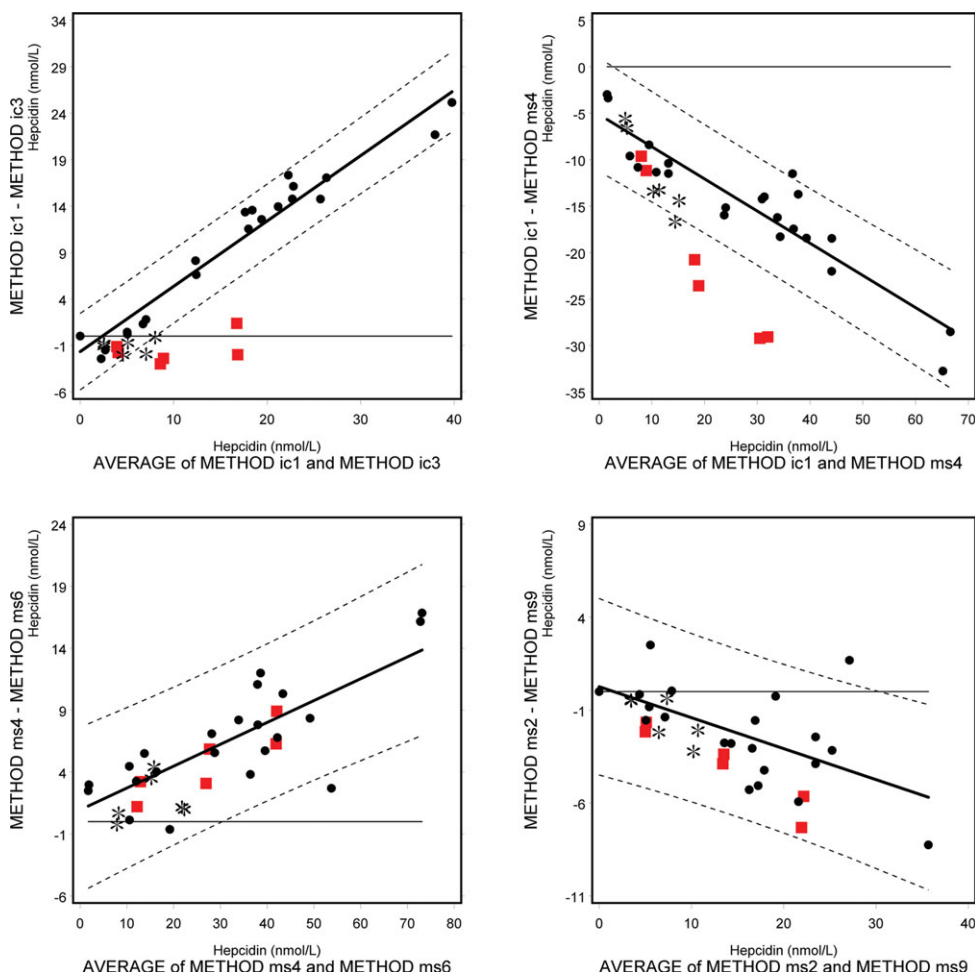 METHOD ic1 - METHOD ic3
Hepcidin (nmol/L)
34
29
24
19
14
9
4
-1
-6
0 10 20 30 40
Hepcidin (nmol/L)
AVERAGE of METHOD ic1 and METHOD ic3
METHOD ic1 - METHOD ms4
Hepcidin (nmol/L)
5
0
-5
-10
-15
-20
-25
-30
-35
0 10 20 30 40 50 60 70
Hepcidin (nmol/L)
AVERAGE of METHOD ic1 and METHOD ms4
METHOD ms4 - METHOD ms6
Hepcidin (nmol/L)
24
19
14
9
4
-1
-6
0 10 20 30 40 50 60 70 80
Hepcidin (nmol/L)
AVERAGE of METHOD ms4 and METHOD ms6
METHOD ms2 - METHOD ms9
Hepcidin (nmol/L)
9
4
-1
-6
-11
0 10 20 30 40
Hepcidin (nmol/L)
AVERAGE of METHOD ms2 and METHOD ms9